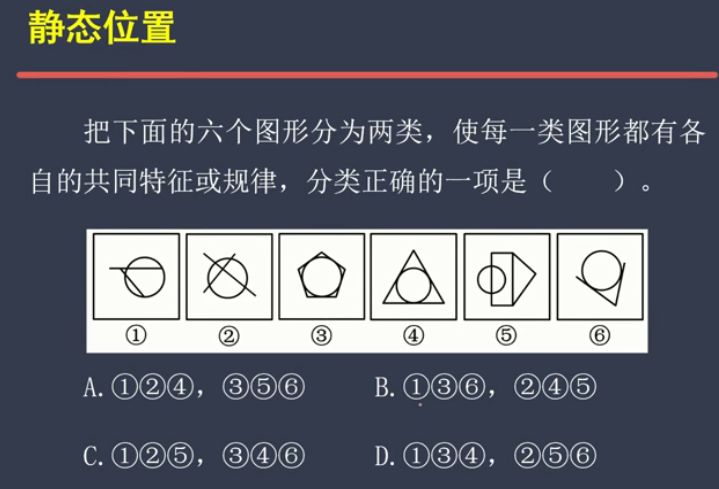 静态位置
把下面的六个图形分为两类，使每一类图形都有各
自的共同特征或规律，分类正确的一项是（　　）。
① ② ③ ④ ⑤ ⑥
A.①②④，③⑤⑥ B.①③⑥，②④⑤
C.①②⑤，③④⑥ D.①③④，②⑤⑥